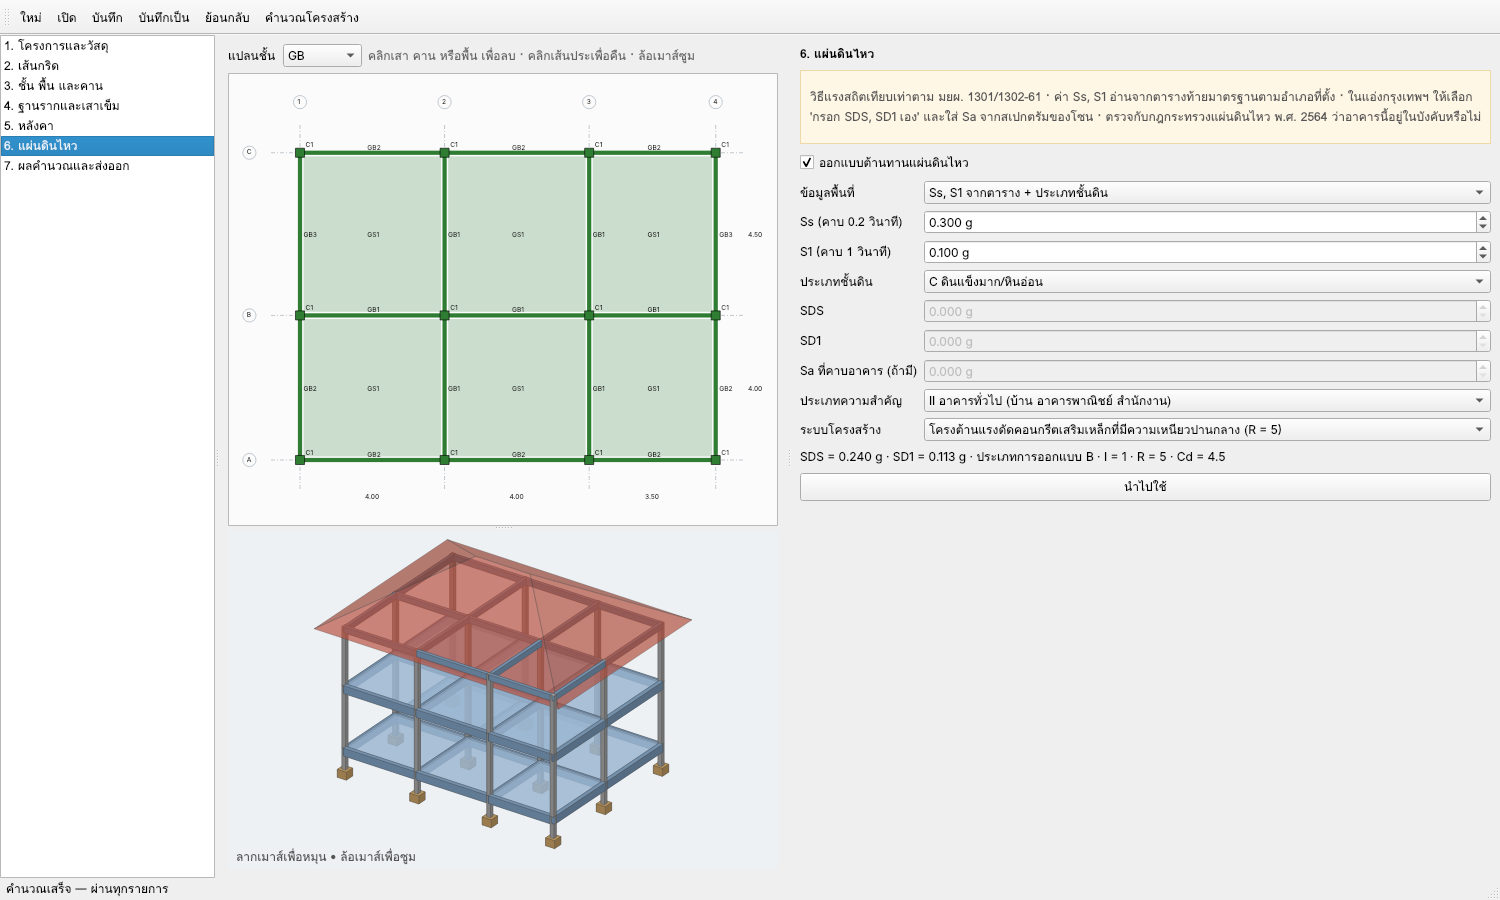 ใหม่ เปิด บันทึก บันทึกเป็น ย้อนกลับ คำนวณโครงสร้าง
1. โครงการและวัสดุ
2. เส้นกริด
3. ชั้น พื้น และคาน
4. ฐานรากและเสาเข็ม
5. หลังคา
6. แผ่นดินไหว
7. ผลคำนวณและส่งออก
แปลนชั้น GB คลิกเสา คาน หรือพื้น เพื่อลบ · คลิกเส้นประเพื่อคืน · ล้อเมาส์ซูม
1 2 3 4
C1 C1 C1 C1
C GB2 GB2 GB2
GB3 GS1 GB1 GS1 GB1 GS1 GB3 4.50
C1 C1 C1 C1
B GB1 GB1 GB1
GB2 GS1 GB1 GS1 GB1 GS1 GB2 4.00
C1 C1 C1 C1
A GB2 GB2 GB2
4.00 4.00 3.50
ลากเมาส์เพื่อหมุน • ล้อเมาส์เพื่อซูม
6. แผ่นดินไหว
วิธีแรงสถิตเทียบเท่าตาม มยผ. 1301/1302-61 · ค่า Ss, S1 อ่านจากตารางท้ายมาตรฐานตามอำเภอที่ตั้ง · ในแอ่งกรุงเทพฯ ให้เลือก
'กรอก SDS, SD1 เอง' และใส่ Sa จากสเปกตรัมของโซน · ตรวจกับกฎกระทรวงแผ่นดินไหว พ.ศ. 2564 ว่าอาคารนี้อยู่ในบังคับหรือไม่
ออกแบบต้านทานแผ่นดินไหว
ข้อมูลพื้นที่ Ss, S1 จากตาราง + ประเภทชั้นดิน
Ss (คาบ 0.2 วินาที) 0.300 g
S1 (คาบ 1 วินาที) 0.100 g
ประเภทชั้นดิน C ดินแข็งมาก/หินอ่อน
SDS 0.000 g
SD1 0.000 g
Sa ที่คาบอาคาร (ถ้ามี) 0.000 g
ประเภทความสำคัญ II อาคารทั่วไป (บ้าน อาคารพาณิชย์ สำนักงาน)
ระบบโครงสร้าง โครงต้านแรงดัดคอนกรีตเสริมเหล็กที่มีความเหนียวปานกลาง (R = 5)
SDS = 0.240 g · SD1 = 0.113 g · ประเภทการออกแบบ B · I = 1 · R = 5 · Cd = 4.5
นำไปใช้
คำนวณเสร็จ — ผ่านทุกรายการ